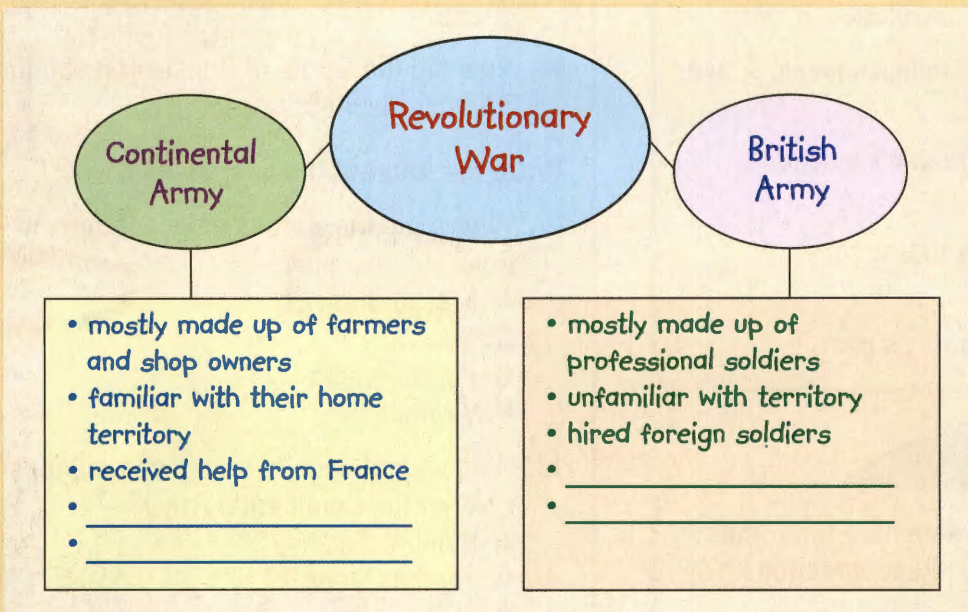 Revolutionary
War
Continental
Army
British
Army
• mostly made up of farmers
and shop owners
• familiar with their home
territory
• received help from France
•
•
• mostly made up of
professional soldiers
• unfamiliar with territory
• hired foreign soldiers
•
•